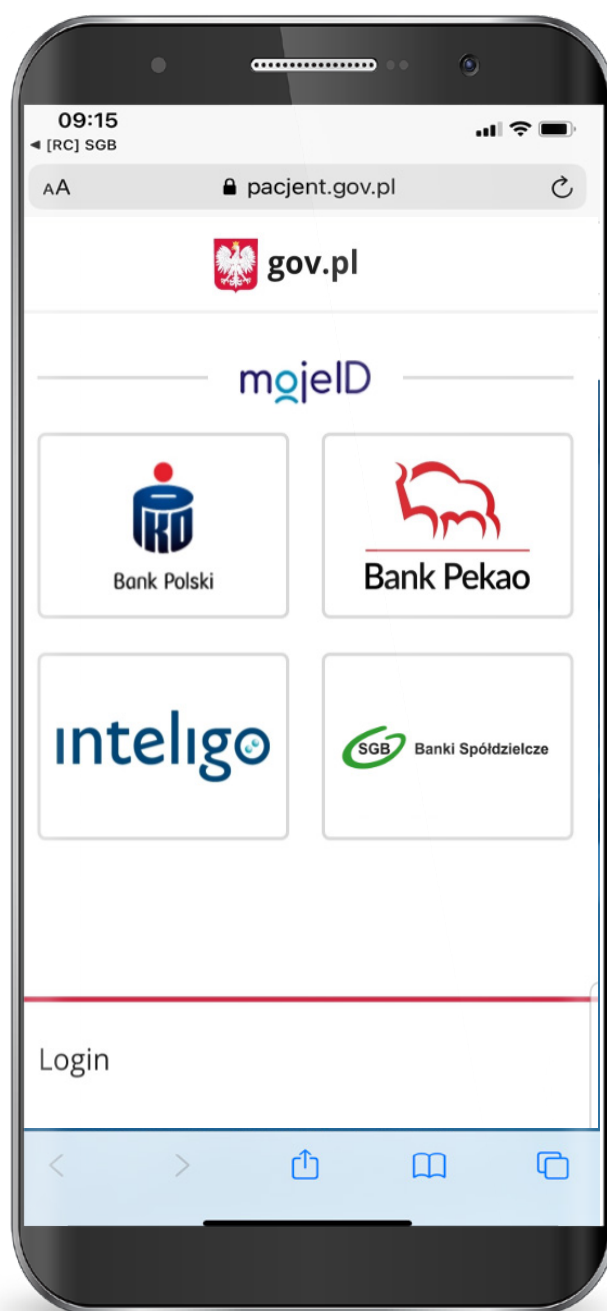 09:15
◀ [RC] SGB
AA pacjent.gov.pl
gov.pl
mojeID
PKO
Bank Polski
Bank Pekao
inteligo
SGB Banki Spółdzielcze
Login